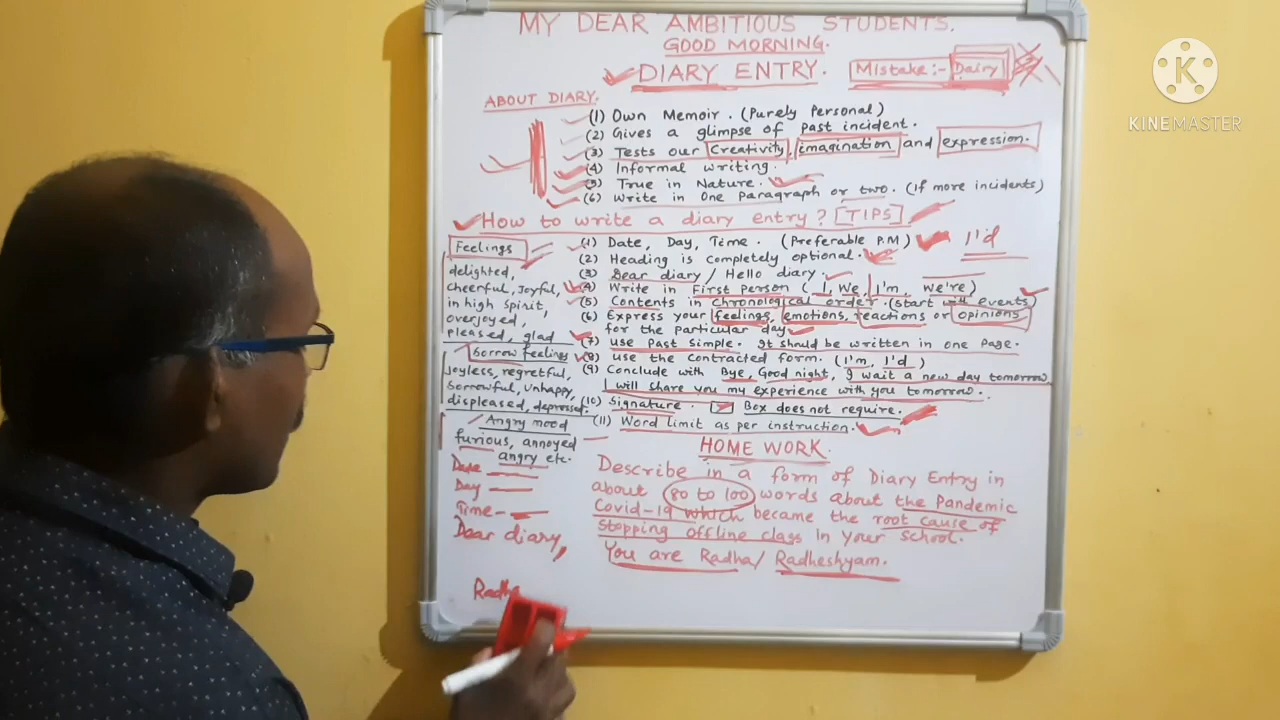 MY DEAR AMBITIOUS STUDENTS.
GOOD MORNING.
DIARY ENTRY.
Mistake:- Dairy
ABOUT DIARY.
(1) Own Memoir. (Purely Personal)
(2) Gives a glimpse of past incident.
(3) Tests our Creativity, imagination and expression.
(4) Informal writing.
(5) True in Nature.
(6) Write in One paragraph or two. (If more incidents)
How to write a diary entry? [TIPS]
(1) Date, Day, Time. (Preferable P.M) I'd
(2) Heading is completely optional.
(3) Dear diary / Hello diary.
(4) Write in First person (I, We, I'm, we're)
(5) Contents in chronological order. (Start with events)
(6) Express your feelings, emotions, reactions or opinions
for the particular day
(7) use Past Simple. It should be written in one page.
(8) use the contracted form. (I'm, I'd)
(9) Conclude with Bye, Good night, I wait a new day tomorrow,
I will share you my experience with you tomorrow.
(10) Signature. Box does not require.
(11) Word limit as per instruction.
Feelings
delighted,
cheerful, Joyful,
in high Spirit,
overjoyed,
pleased, glad
Sorrow feelings
Joyless, regretful,
Sorrowful, Unhappy,
displeased, depressed.
Angry mood
furious, annoyed
angry etc.
Date
Day
Time -
Dear diary,
Radha
HOME WORK
Describe in a form of Diary Entry in
about 80 to 100 words about the Pandemic
Covid-19 which became the root cause of
Stopping offline class in your school.
You are Radha/ Radheshyam.
K
KINEMASTER